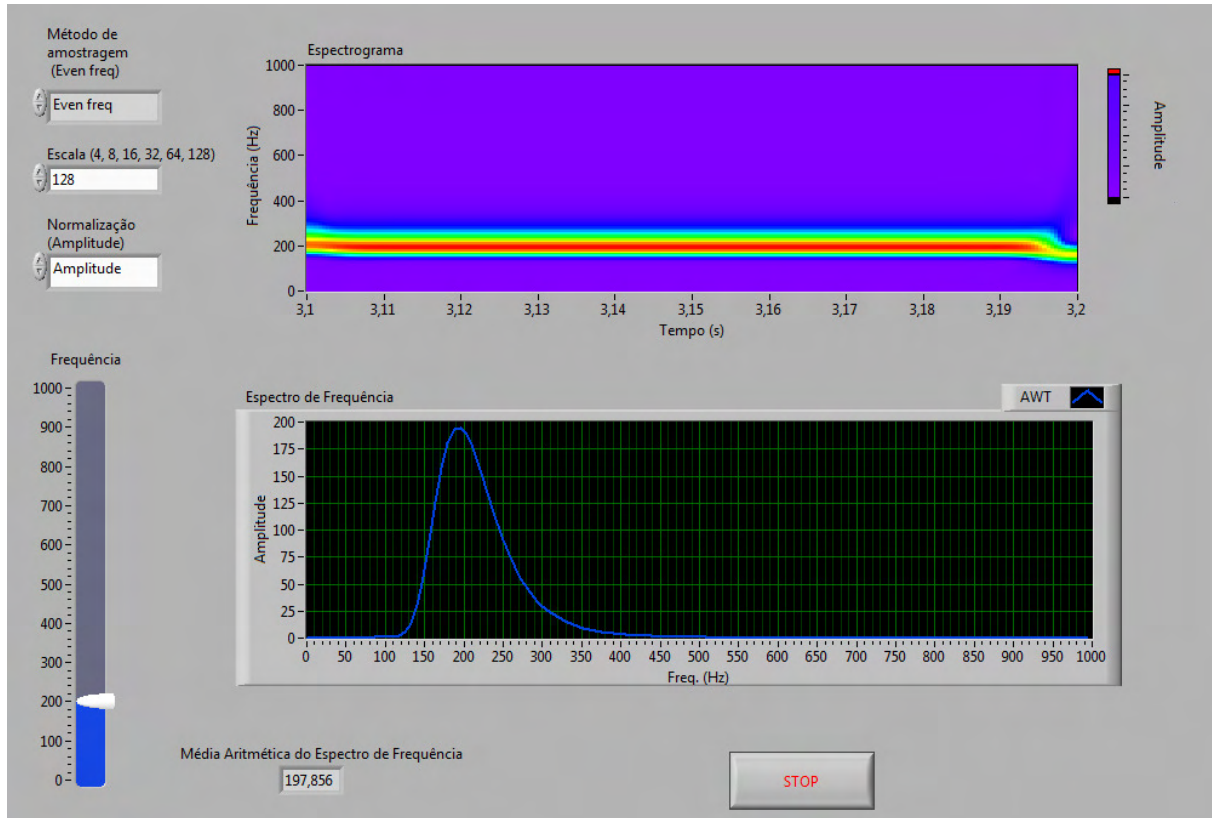 Método de
amostragem
(Even freq)
Even freq
Escala (4, 8, 16, 32, 64, 128)
128
Normalização
(Amplitude)
Amplitude
Espectrograma
Frequência (Hz)
1000
800
600
400
200
0
3,1 3,11 3,12 3,13 3,14 3,15 3,16 3,17 3,18 3,19 3,2
Tempo (s)
Amplitude
Frequência
1000
900
800
700
600
500
400
300
200
100
0
Espectro de Frequência
AWT
Amplitude
200
175
150
125
100
75
50
25
0
0 50 100 150 200 250 300 350 400 450 500 550 600 650 700 750 800 850 900 950 1000
Freq. (Hz)
Média Aritmética do Espectro de Frequência
197,856
STOP